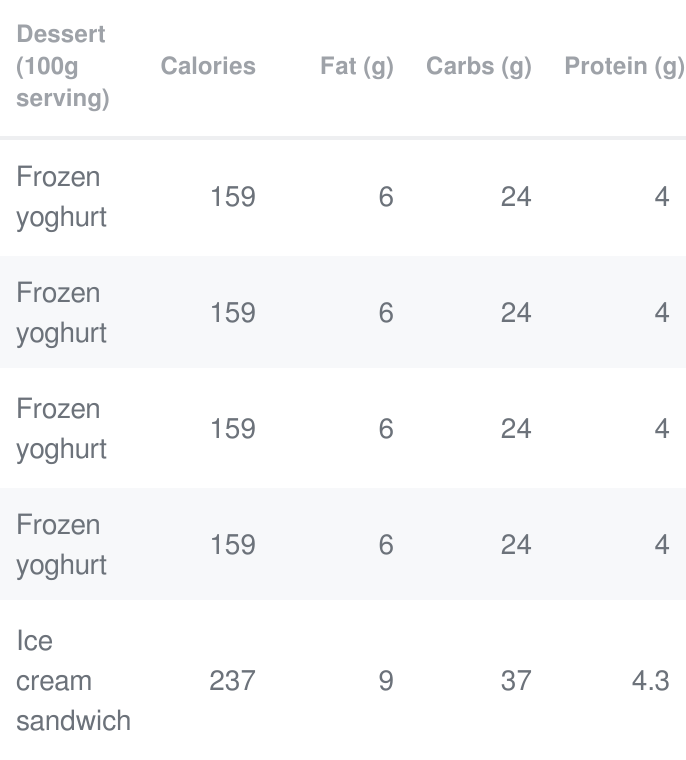 Dessert
(100g
serving) Calories Fat (g) Carbs (g) Protein (g)
Frozen
yoghurt 159 6 24 4
Frozen
yoghurt 159 6 24 4
Frozen
yoghurt 159 6 24 4
Frozen
yoghurt 159 6 24 4
Ice
cream
sandwich 237 9 37 4.3